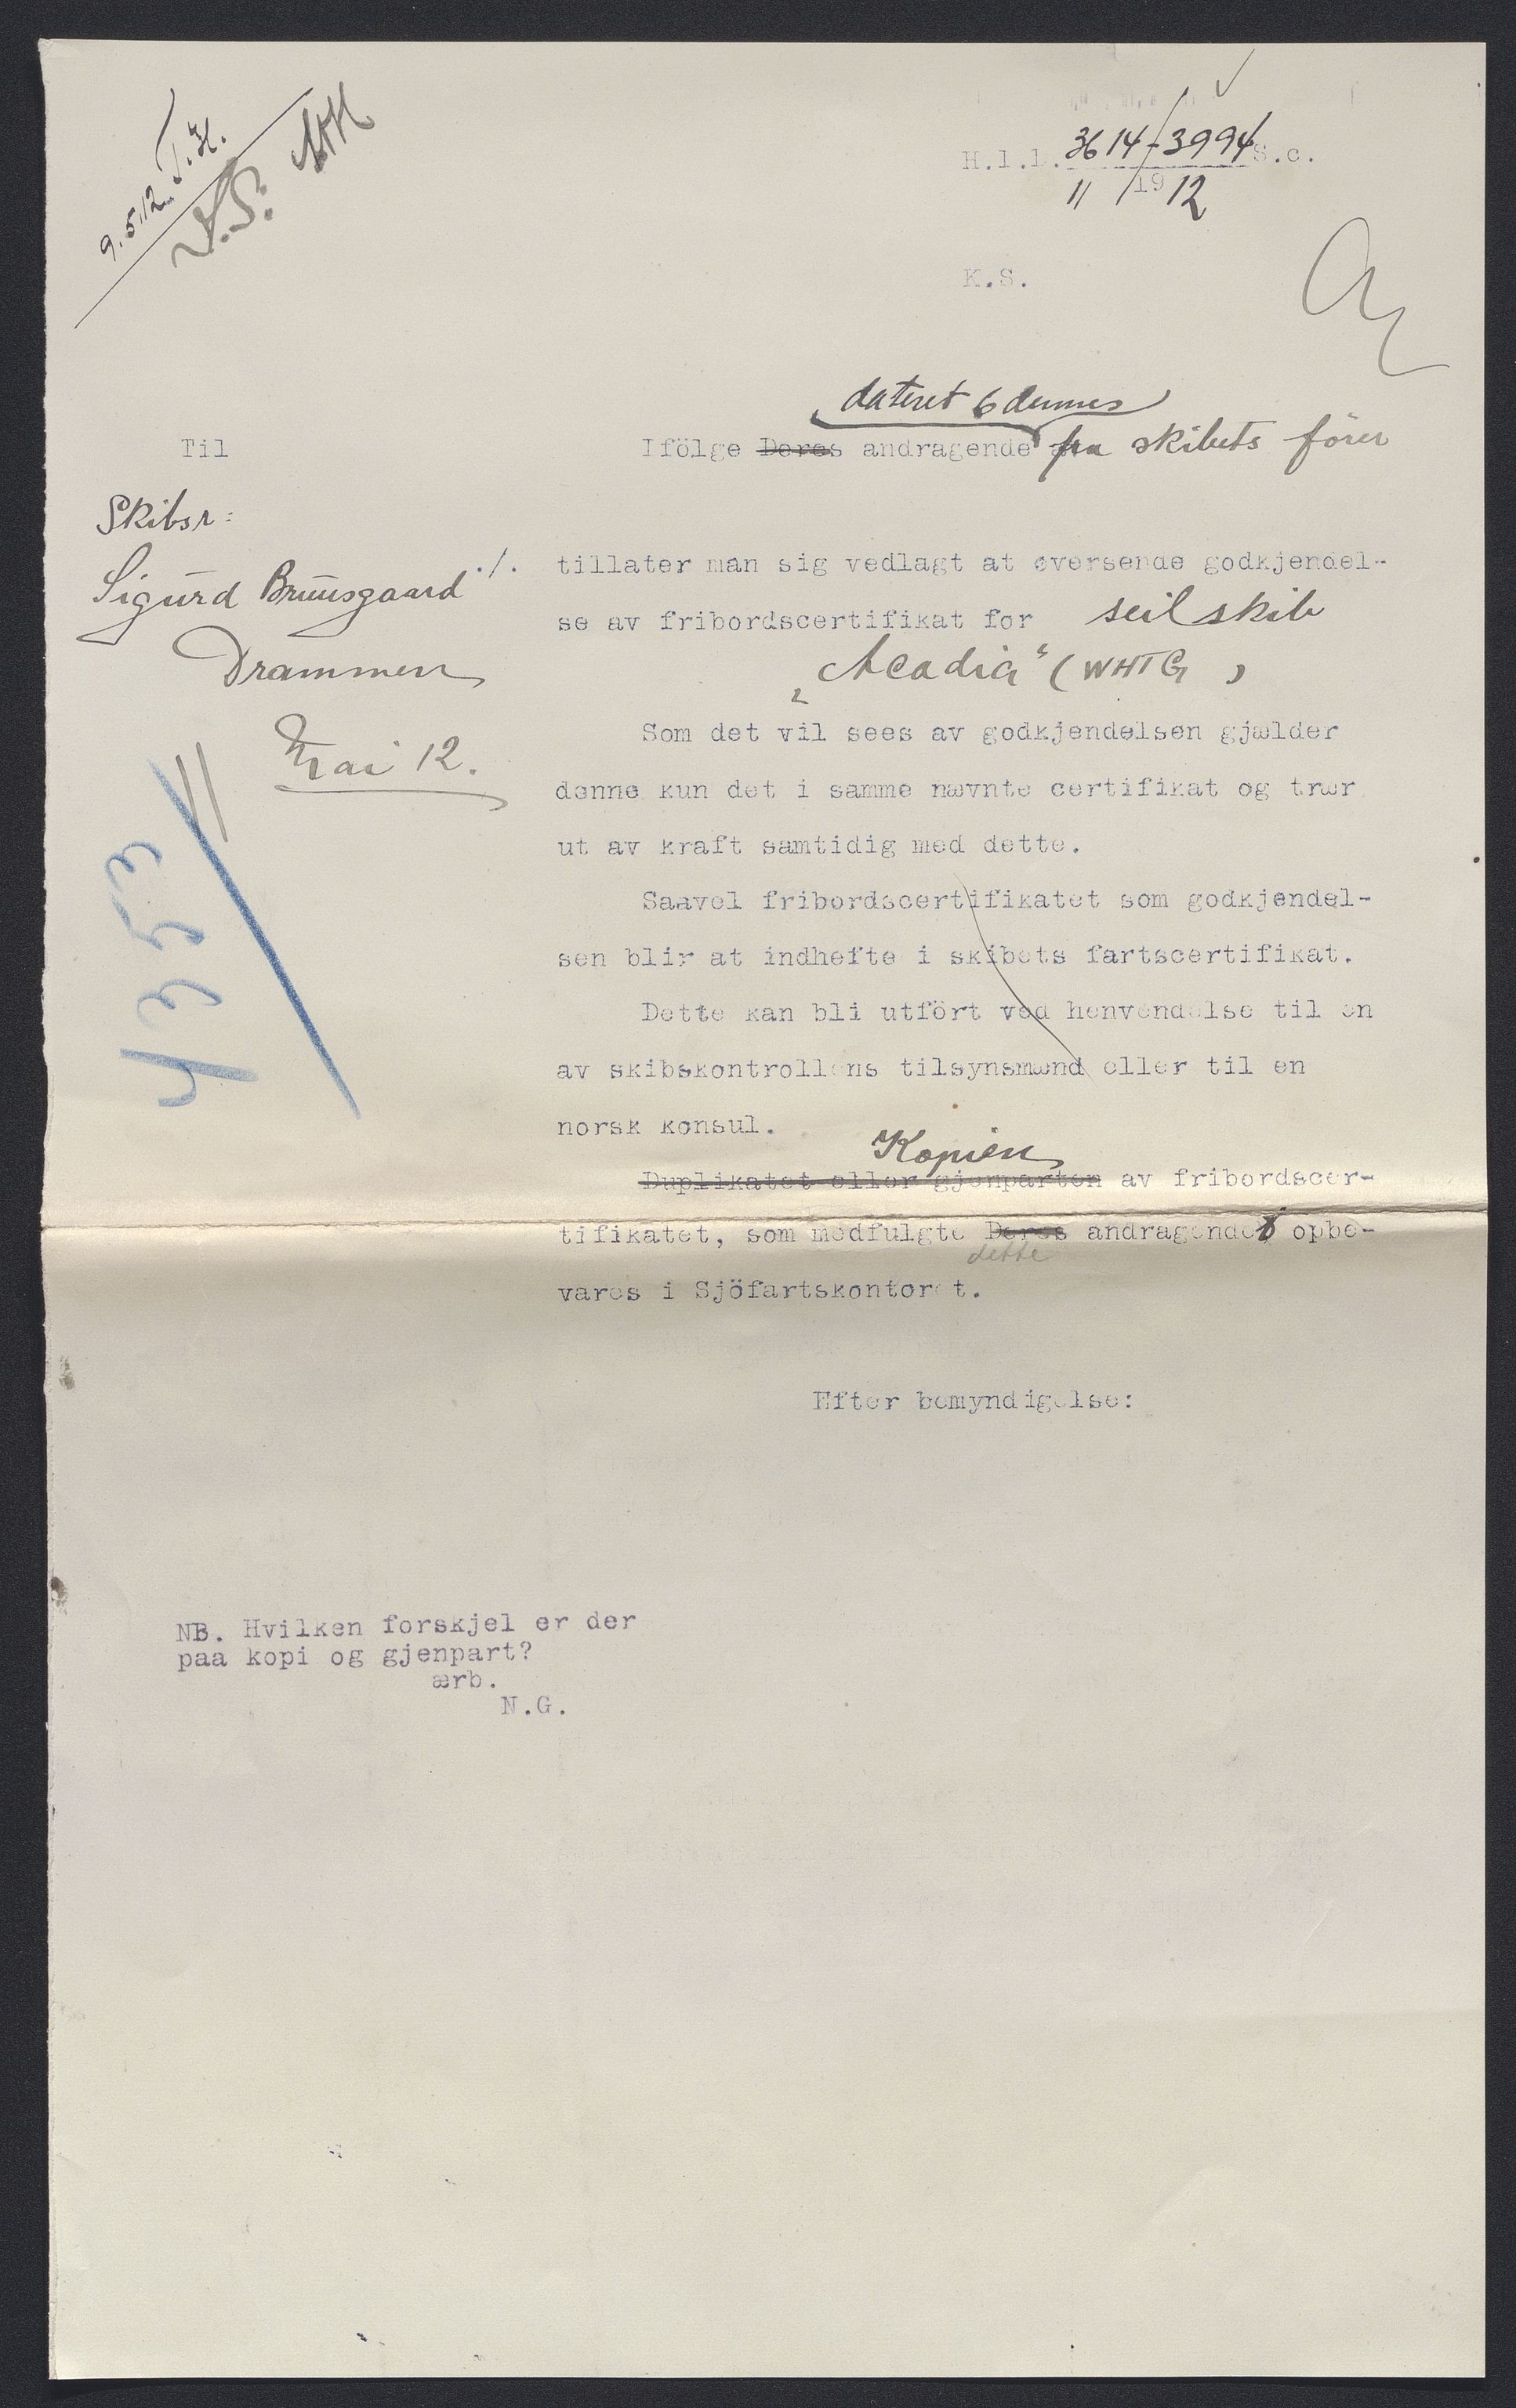 9.5.12. T.H.
H.l.l. 3614-3994 S.c.
11 / 1912
K.S.
dateret 6 dennes
Til
Ifölge Deres andragende fra skibets förer
Skibsr:
Sigurd Bruusgaard ./.
Drammen
11 Mai 12.
4353
tillater man sig vedlagt at oversende godkjendel-
se av fribordscertifikat for seilskib
„Acadia“ (WHTG )
Som det vil sees av godkjendelsen gjælder
denne kun det i samme nævnte certifikat og trær
ut av kraft samtidig med dette.
Saavel fribordscertifikatet som godkjendel-
sen blir at indhefte i skibets fartscertifikat.
Dette kan bli utfört ved henvendelse til en
av skibskontrollens tilsynsmænd eller til en
norsk konsul.
Kopien
Duplikatet eller gjenparten av fribordscer-
tifikatet, som medfulgte Deres andragende, opbe-
dette
vares i Sjöfartskontoret.
Efter bemyndigelse:
NB. Hvilken forskjel er der
paa kopi og gjenpart?
ærb.
N.G.